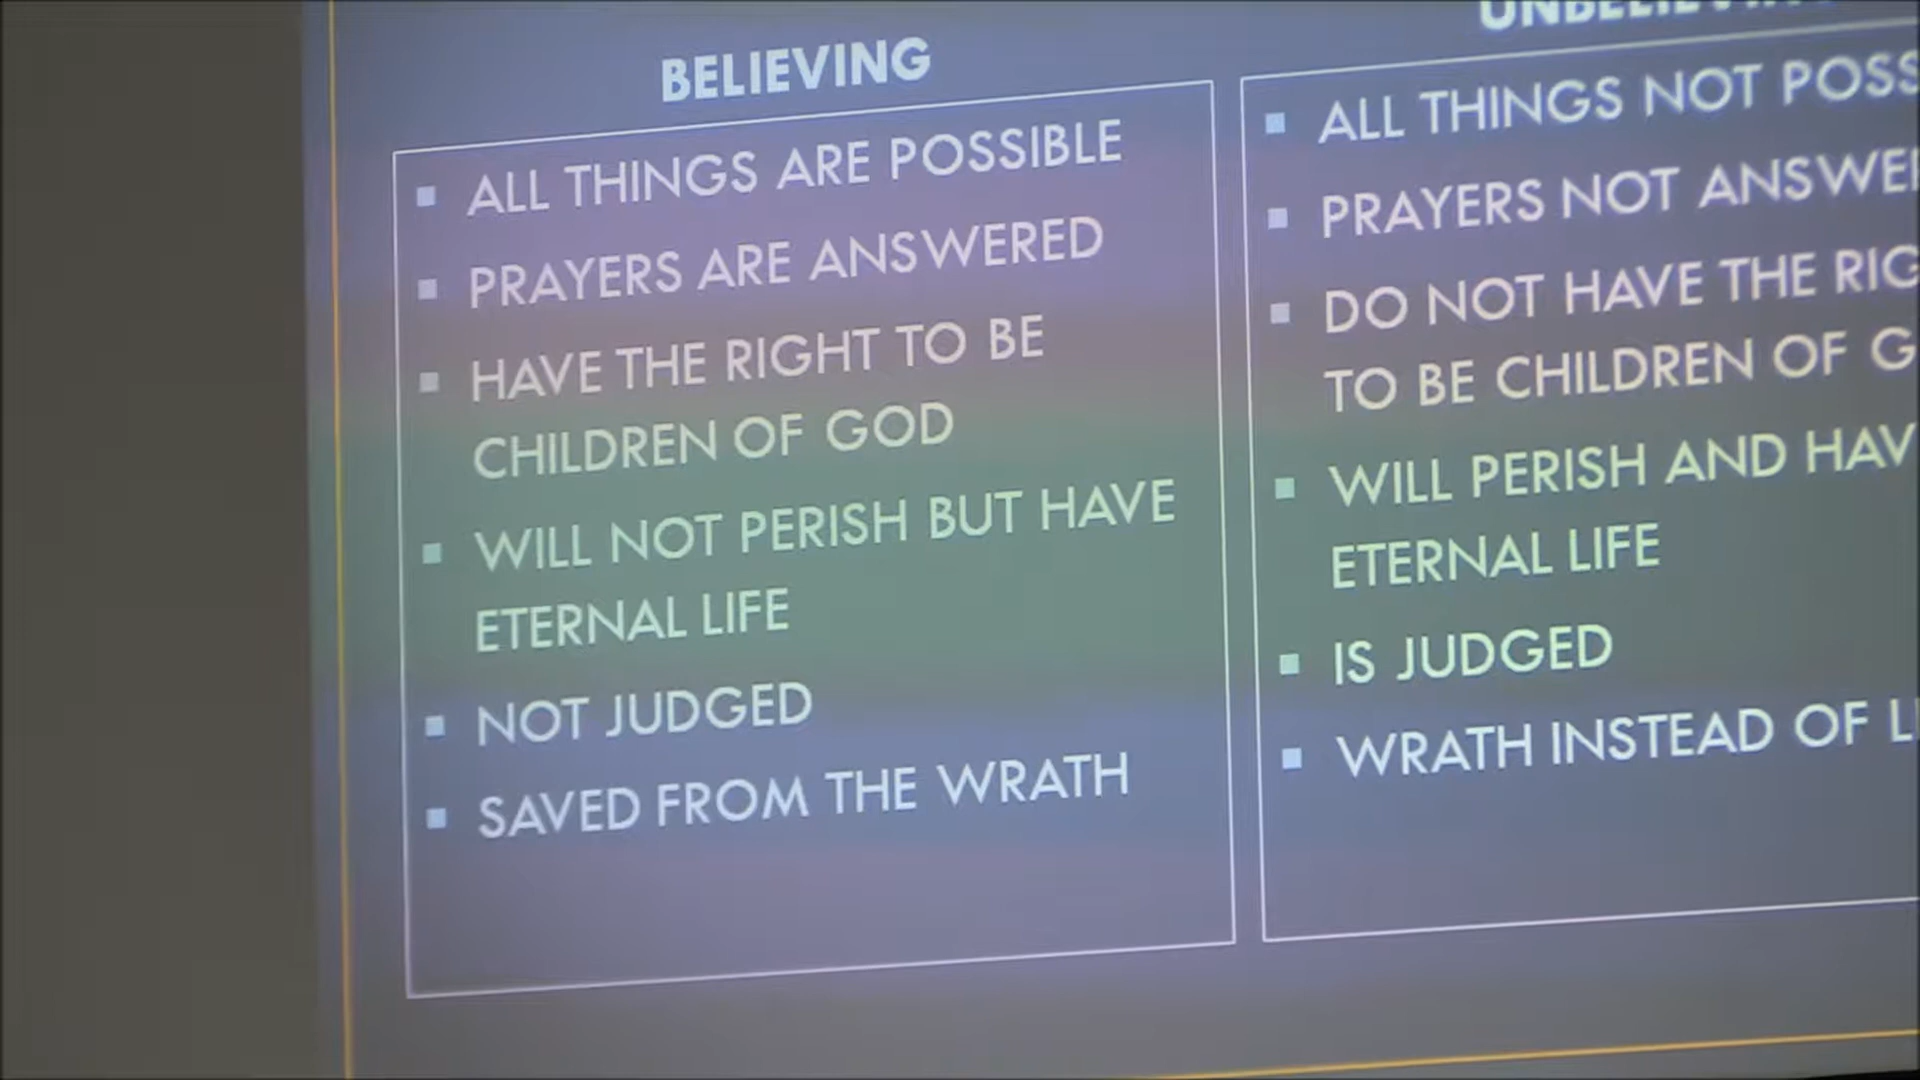 BELIEVING
ALL THINGS ARE POSSIBLE
PRAYERS ARE ANSWERED
HAVE THE RIGHT TO BE
CHILDREN OF GOD
WILL NOT PERISH BUT HAVE
ETERNAL LIFE
NOT JUDGED
SAVED FROM THE WRATH
ALL THINGS NOT
PRAYERS NOT
DO NOT HAVE THE
TO BE CHILDREN OF
WILL PERISH AND
ETERNAL LIFE
IS JUDGED
WRATH INSTEAD OF